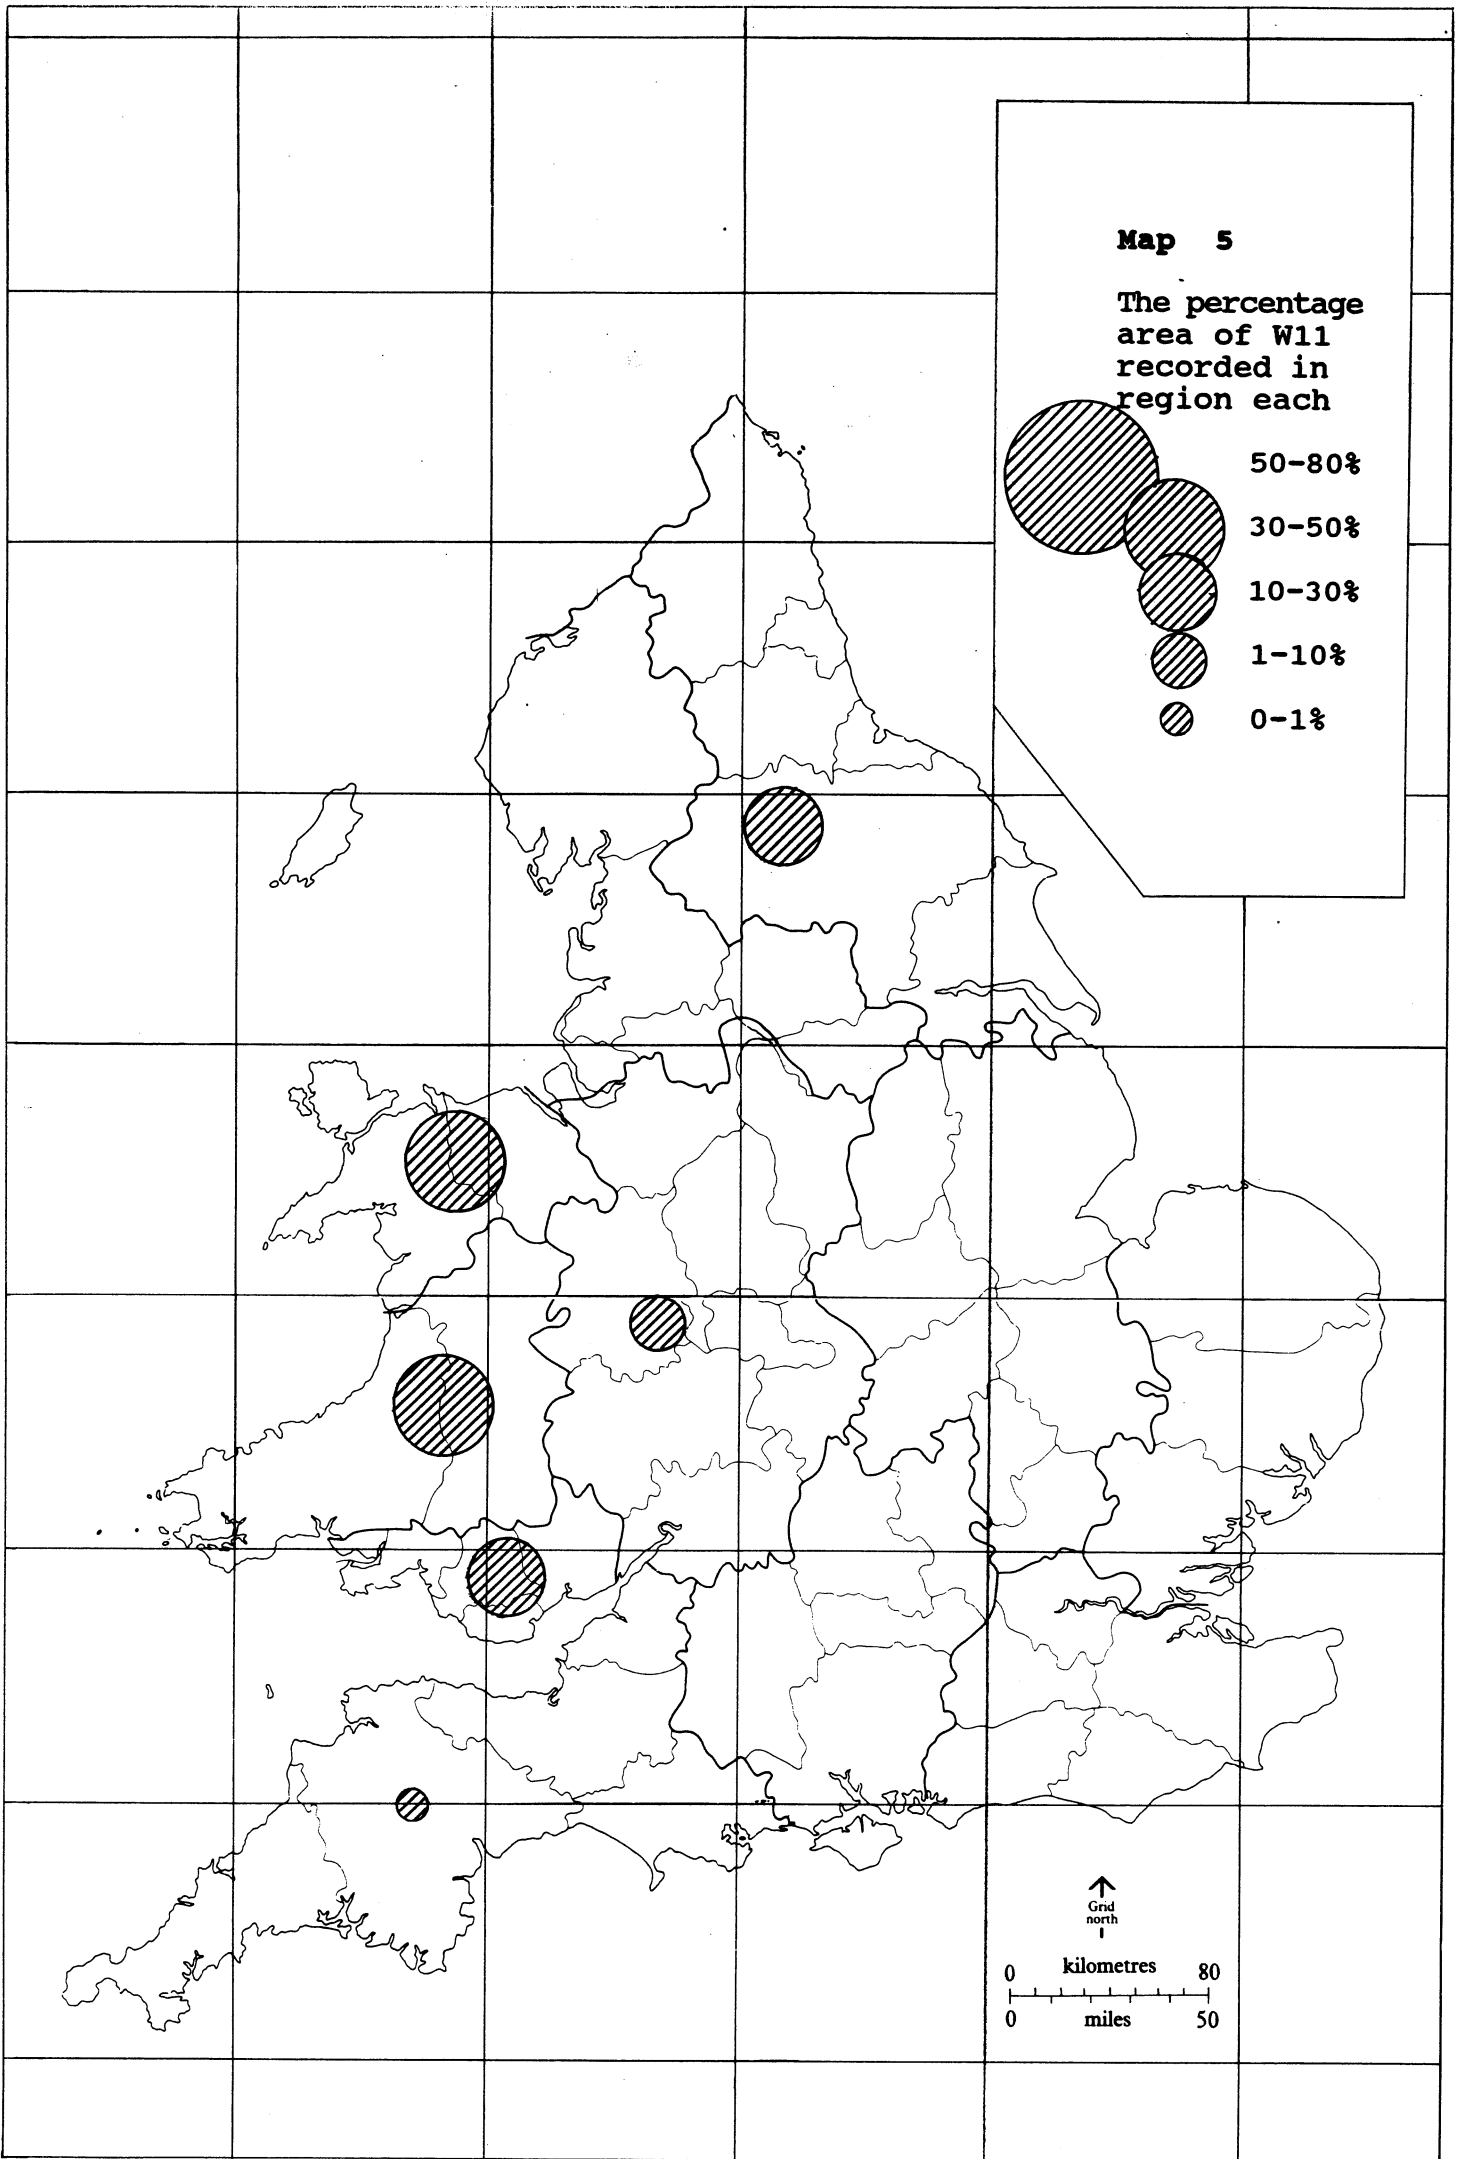 Map 5
The percentage
area of W11
recorded in
region each
50-80%
30-50%
10-30%
1-10%
0-1%
Grid
north
0 kilometres 80
0 miles 50